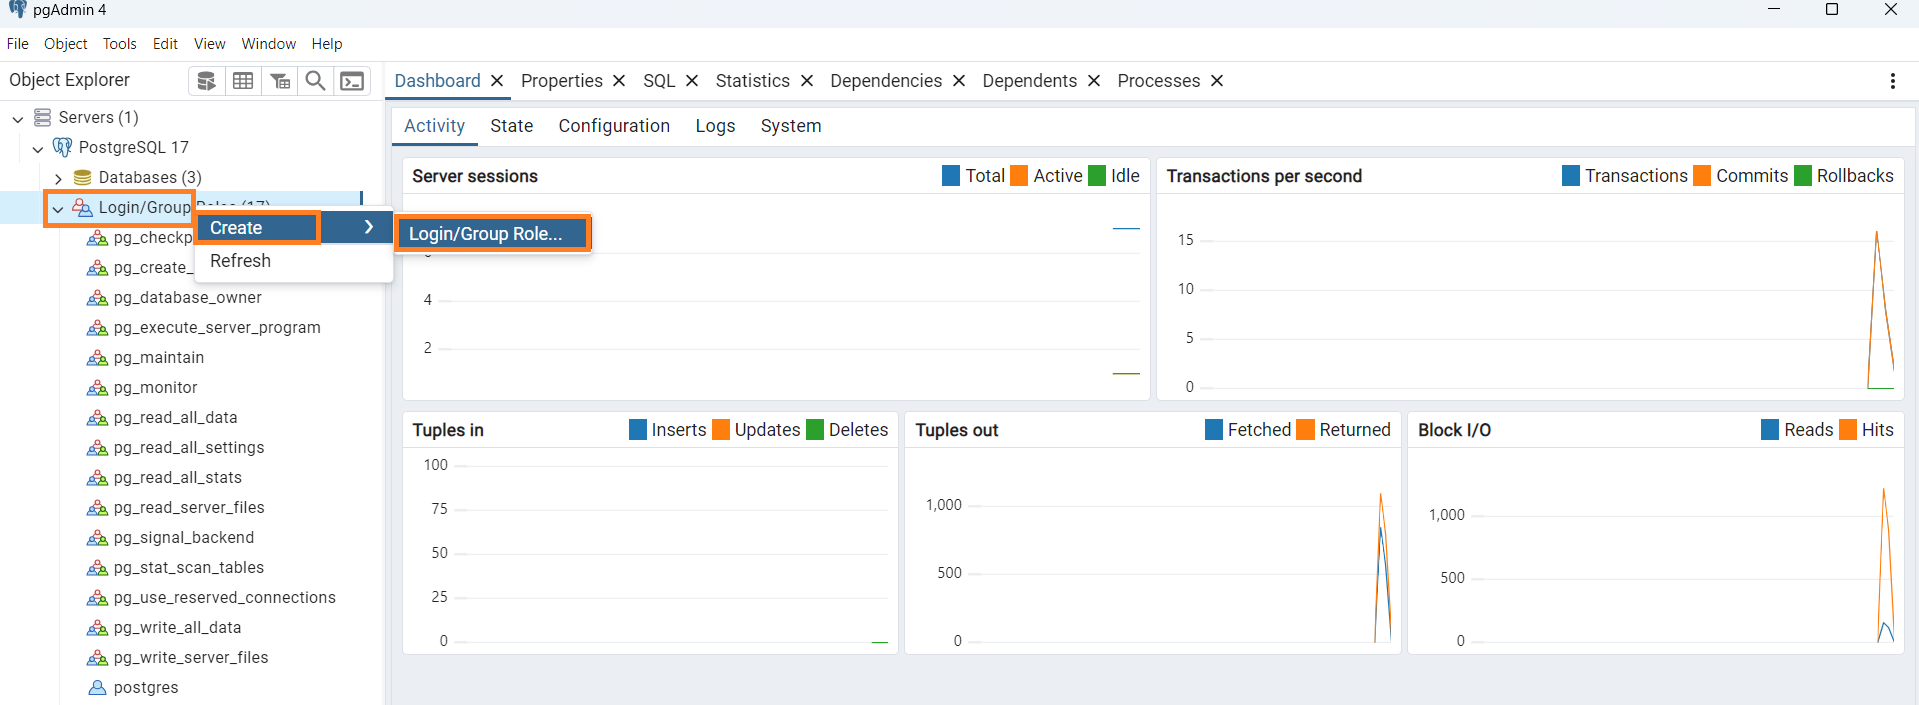 pgAdmin 4
File Object Tools Edit View Window Help
Object Explorer
Dashboard Properties SQL Statistics Dependencies Dependents Processes
Servers (1)
PostgreSQL 17
Databases (3)
Login/Group Roles (17)
pg_checkp
pg_create_
pg_database_owner
pg_execute_server_program
pg_maintain
pg_monitor
pg_read_all_data
pg_read_all_settings
pg_read_all_stats
pg_read_server_files
pg_signal_backend
pg_stat_scan_tables
pg_use_reserved_connections
pg_write_all_data
pg_write_server_files
postgres
Create
Refresh
Login/Group Role...
Activity State Configuration Logs System
Server sessions Total Active Idle
4
2
Transactions per second Transactions Commits Rollbacks
15
10
5
0
Tuples in Inserts Updates Deletes
100
75
50
25
0
Tuples out Fetched Returned
1,000
500
0
Block I/O Reads Hits
1,000
500
0